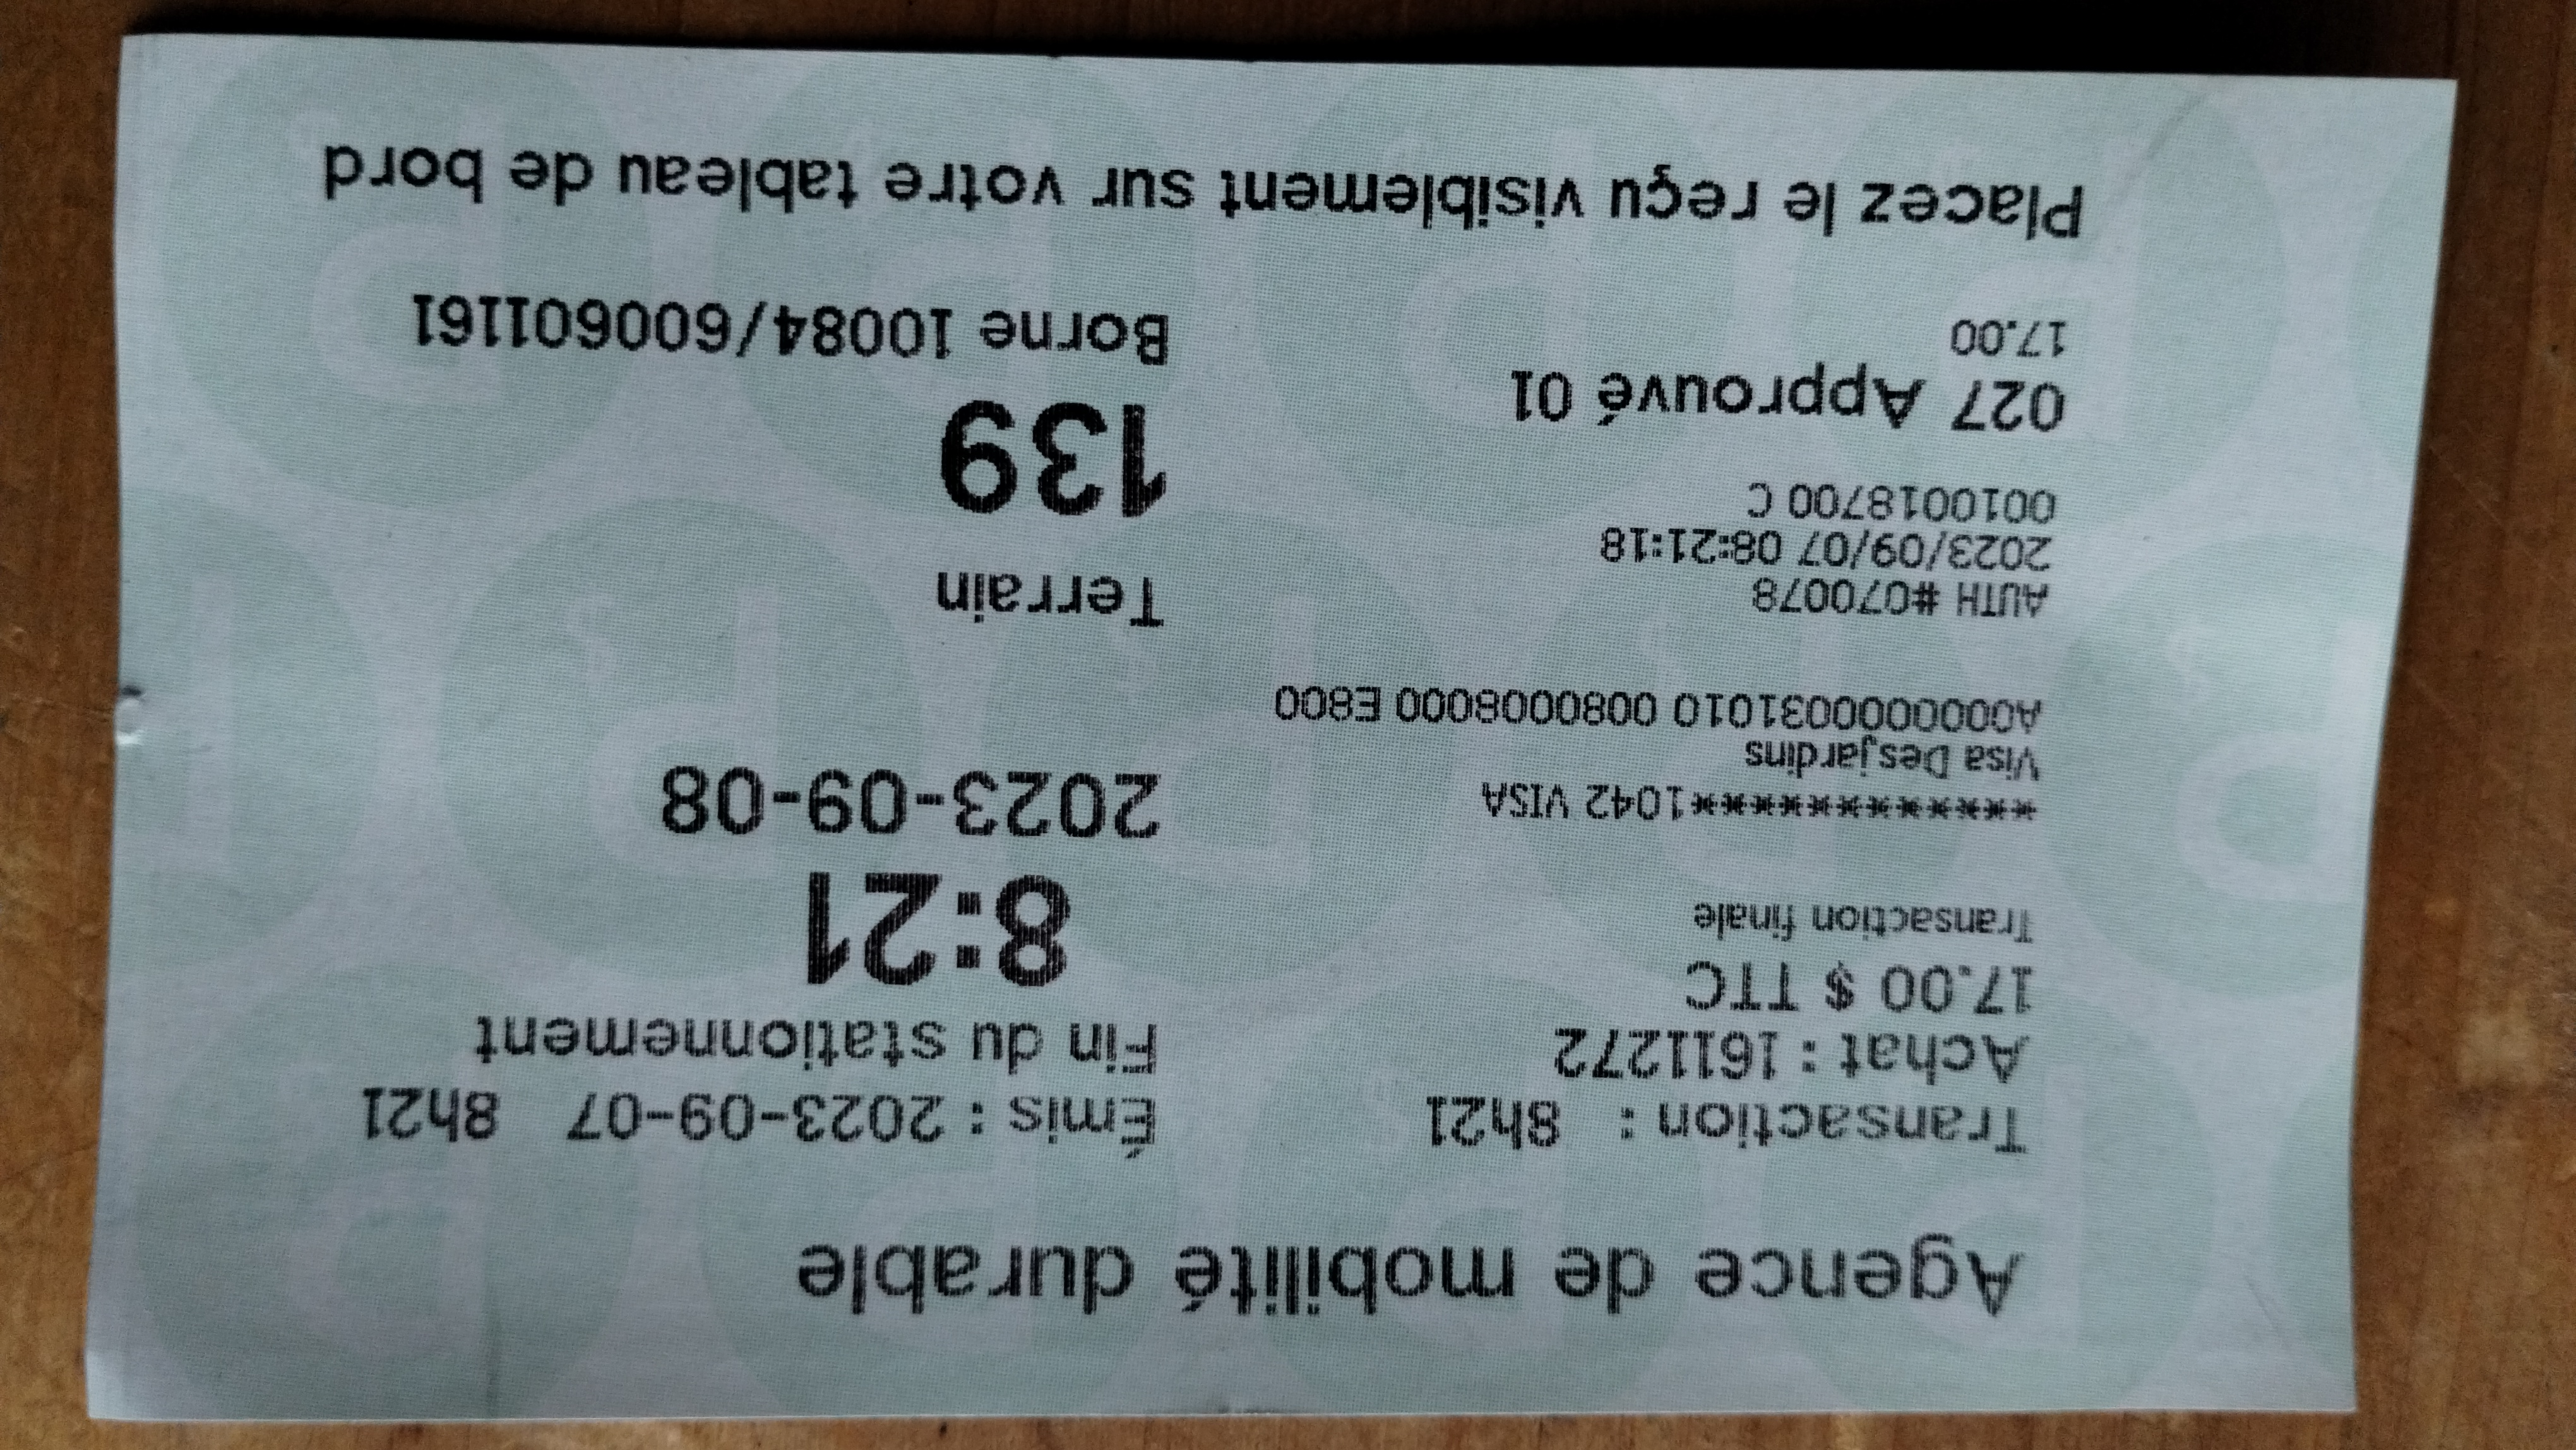 Agence de mobilité durable
Transaction : 8h21
Achat : 1611272
17.00 $ TTC
Transaction finale
************1042 VISA
Visa Desjardins
A0000000031010 0080008000 E800
AUTH #070078
2023/09/07 08:21:18
0010018700 C
027 Approuvé 01
17.00
Émis : 2023-09-07 8h21
Fin du stationnement
8:21
2023-09-08
Terrain
139
Borne 10084/600601161
Placez le reçu visiblement sur votre tableau de bord